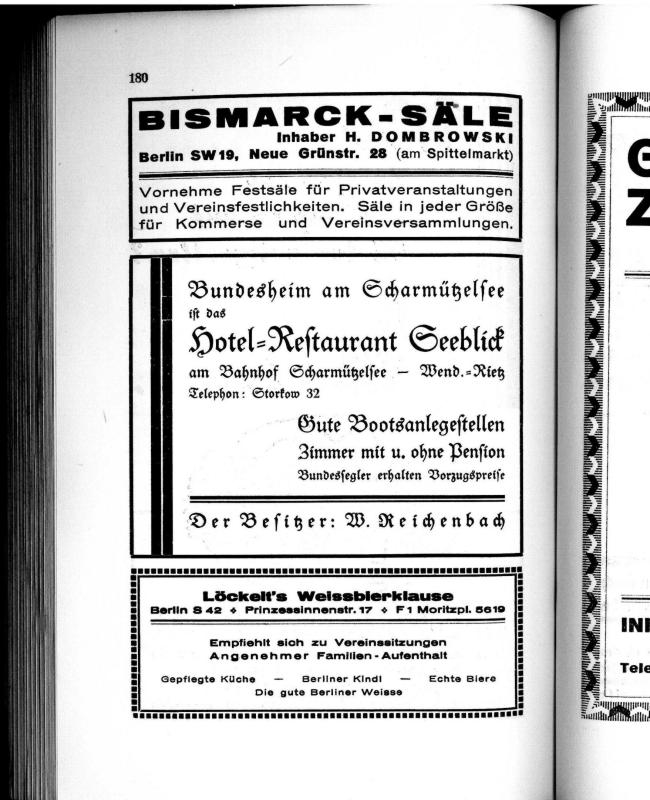 180
BISMARCK-SÄLE
Inhaber H. DOMBROWSKI
Berlin SW 19, Neue Grünstr. 28 (am Spittelmarkt)
Vornehme Festsäle für Privatveranstaltungen
und Vereinsfestlichkeiten. Säle in jeder Größe
für Kommerse und Vereinsversammlungen.
Bundesheim am Scharmützelsee
ist das
Hotel-Restaurant Seeblick
am Bahnhof Scharmützelsee — Wend.-Rietz
Telephon: Storkow 32
Gute Bootsanlegestellen
Zimmer mit u. ohne Pension
Bundessegler erhalten Vorzugspreise
Der Besitzer: W. Reichenbach
Löckelt's Weissbierklause
Berlin S 42 ❖ Prinzessinnenstr. 17 ❖ F 1 Moritzpl. 5619
Empfiehlt sich zu Vereinssitzungen
Angenehmer Familien-Aufenthalt
Gepflegte Küche — Berliner Kindl — Echte Biere
Die gute Berliner Weisse
G
Z
INH
Tele